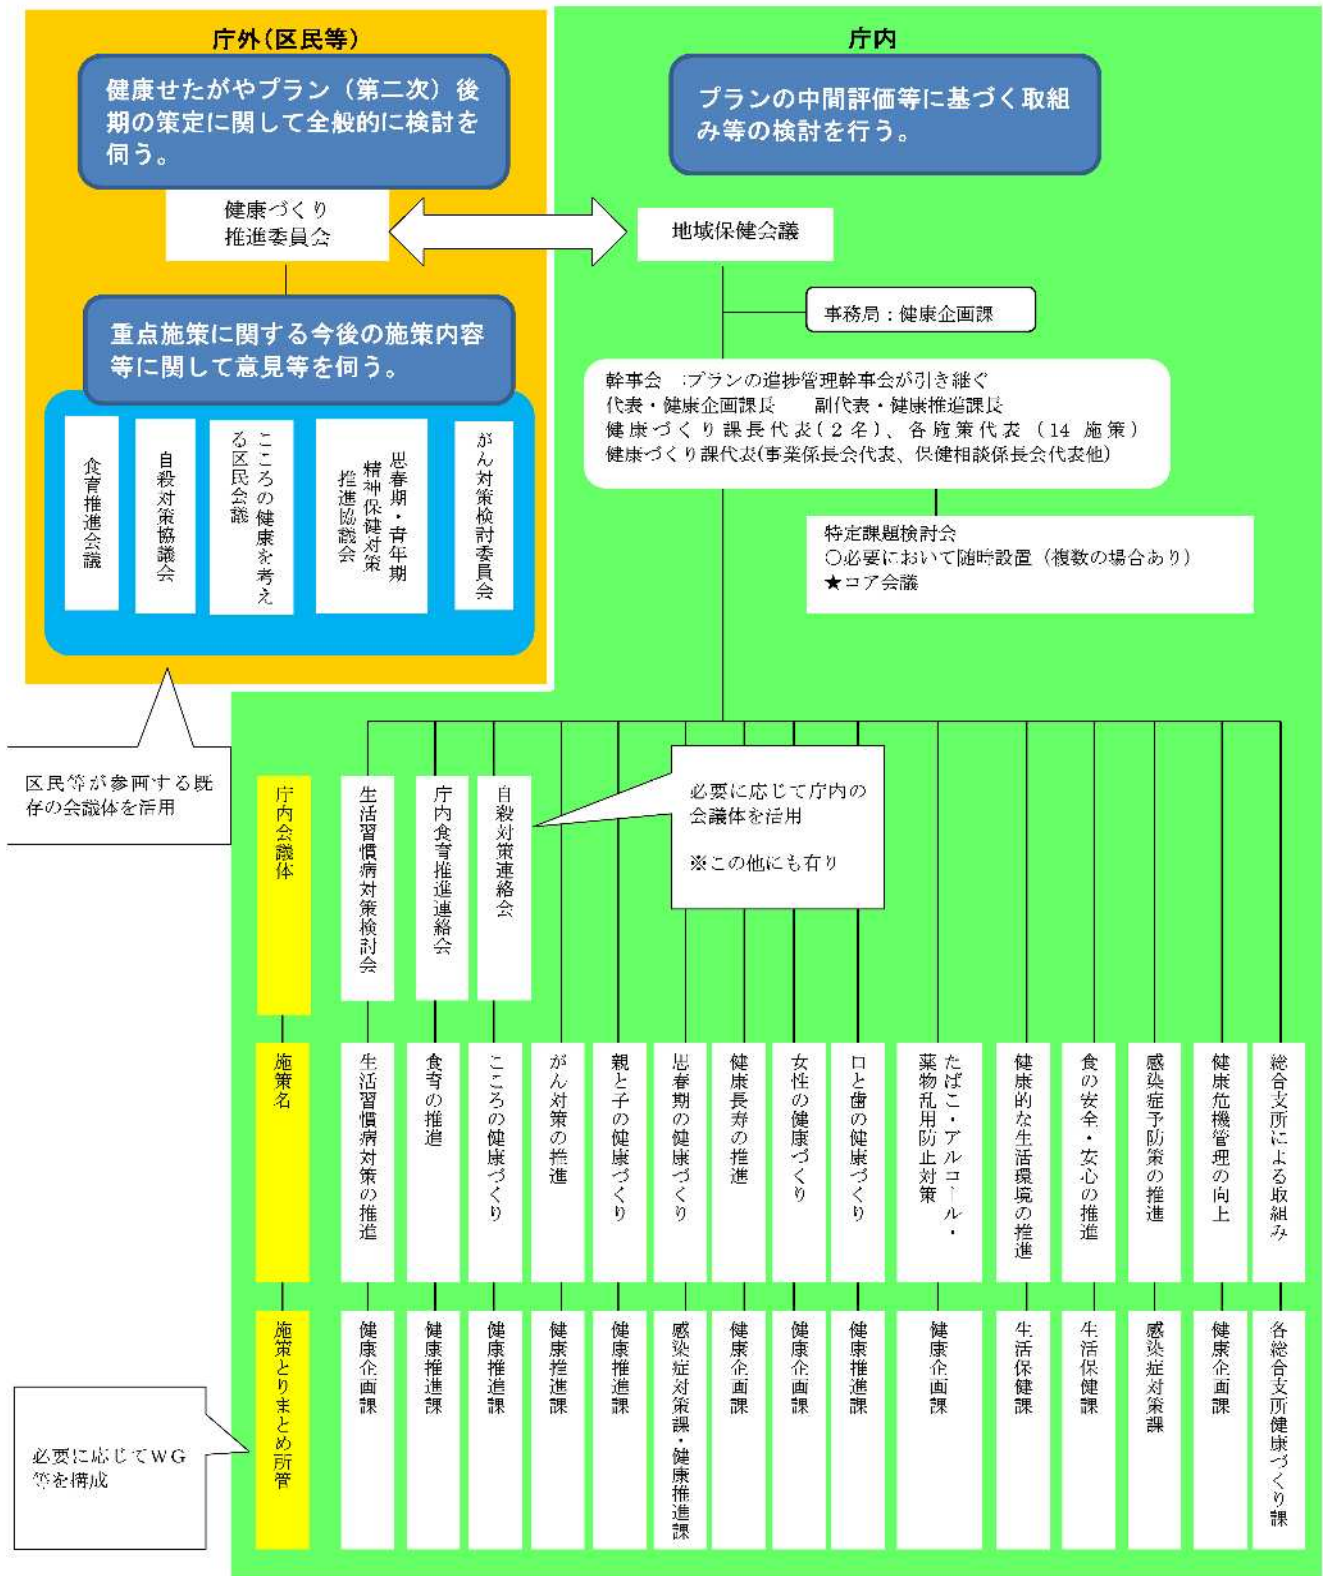 庁外(区民等)
健康せたがやプラン（第二次）後
期の策定に関して全般的に検討を
伺う。
健康づくり
推進委員会
重点施策に関する今後の施策内容
等に関して意見等を伺う。
食育推進会議
自殺対策協議会
こころの健康を考え
る区民会議
思春期・青年期
精神保健対策
推進協議会
がん対策検討委員会
区民等が参画する既
存の会議体を活用
庁内
プランの中間評価等に基づく取組
み等の検討を行う。
地域保健会議
事務局：健康企画課
幹事会　:プランの進捗管理幹事会が引き継ぐ
代表・健康企画課長　　副代表・健康推進課長
健康づくり課長代表(２名)、各施策代表（14 施策）
健康づくり課代表(事業係長会代表、保健相談係長会代表他)
特定課題検討会
○必要において随時設置（複数の場合あり）
★コア会議
庁内会議体
生活習慣病対策検討会
庁内食育推進連絡会
自殺対策連絡会
必要に応じて庁内の
会議体を活用
※この他にも有り
施策名
生活習慣病対策の推進
食育の推進
こころの健康づくり
がん対策の推進
親と子の健康づくり
思春期の健康づくり
健康長寿の推進
女性の健康づくり
口と歯の健康づくり
たばこ・アルコール・
薬物乱用防止対策
健康的な生活環境の推進
食の安全・安心の推進
感染症予防策の推進
健康危機管理の向上
総合支所による取組み
施策とりまとめ所管
健康企画課
健康推進課
健康推進課
健康推進課
健康推進課
感染症対策課・健康推進課
健康企画課
健康企画課
健康推進課
健康企画課
生活保健課
生活保健課
感染症対策課
健康企画課
各総合支所健康づくり課
必要に応じてＷＧ
等を構成